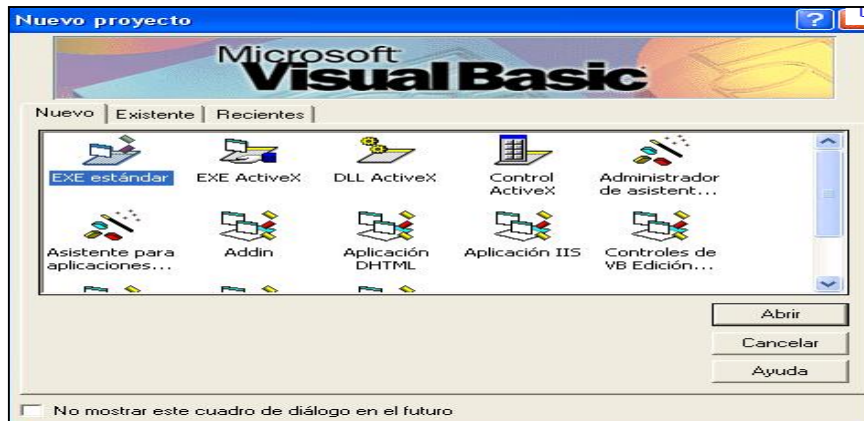 Nuevo proyecto
Microsoft
Visual Basic
Nuevo
Existente
Recientes
EXE estándar
EXE ActiveX
DLL ActiveX
Control ActiveX
Administrador de asistent...
Asistente para aplicaciones...
Addin
Aplicación DHTML
Aplicación IIS
Controles de VB Edición...
Abrir
Cancelar
Ayuda
No mostrar este cuadro de diálogo en el futuro